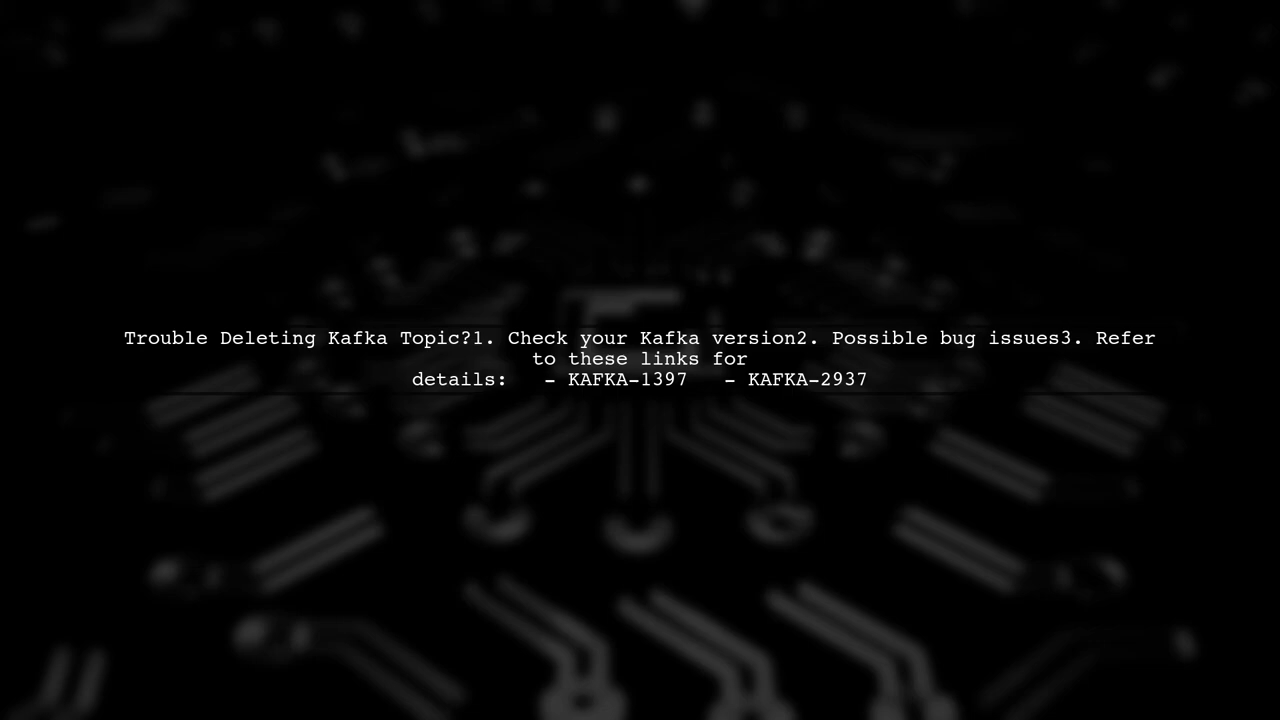 Trouble Deleting Kafka Topic?1. Check your Kafka version2. Possible bug issues3. Refer
to these links for
details:   - KAFKA-1397   - KAFKA-2937